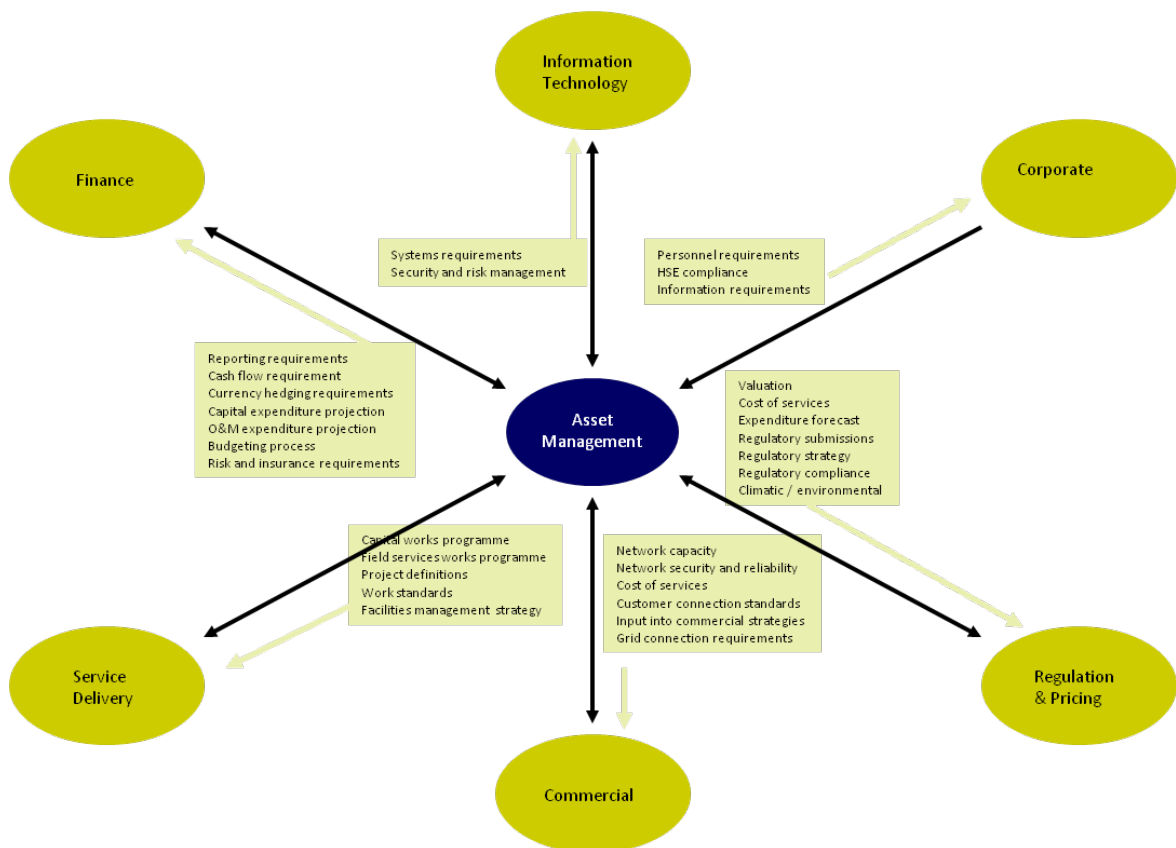 Information
Technology
Finance
Corporate
Systems requirements
Security and risk management
Personnel requirements
HSE compliance
Information requirements
Reporting requirements
Cash flow requirement
Currency hedging requirements
Capital expenditure projection
O&M expenditure projection
Budgeting process
Risk and insurance requirements
Asset
Management
Valuation
Cost of services
Expenditure forecast
Regulatory submissions
Regulatory strategy
Regulatory compliance
Climatic / environmental
Capital works programme
Field services works programme
Project definitions
Work standards
Facilities management strategy
Network capacity
Network security and reliability
Cost of services
Customer connection standards
Input into commercial strategies
Grid connection requirements
Service
Delivery
Regulation
& Pricing
Commercial